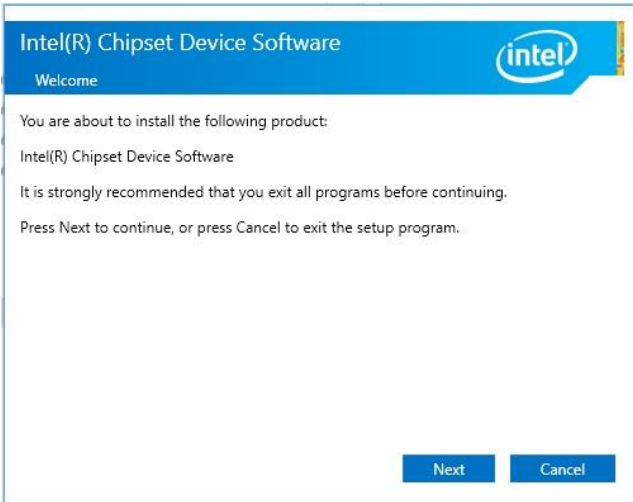 Intel(R) Chipset Device Software
intel
Welcome
You are about to install the following product:
Intel(R) Chipset Device Software
It is strongly recommended that you exit all programs before continuing.
Press Next to continue, or press Cancel to exit the setup program.
Next
Cancel